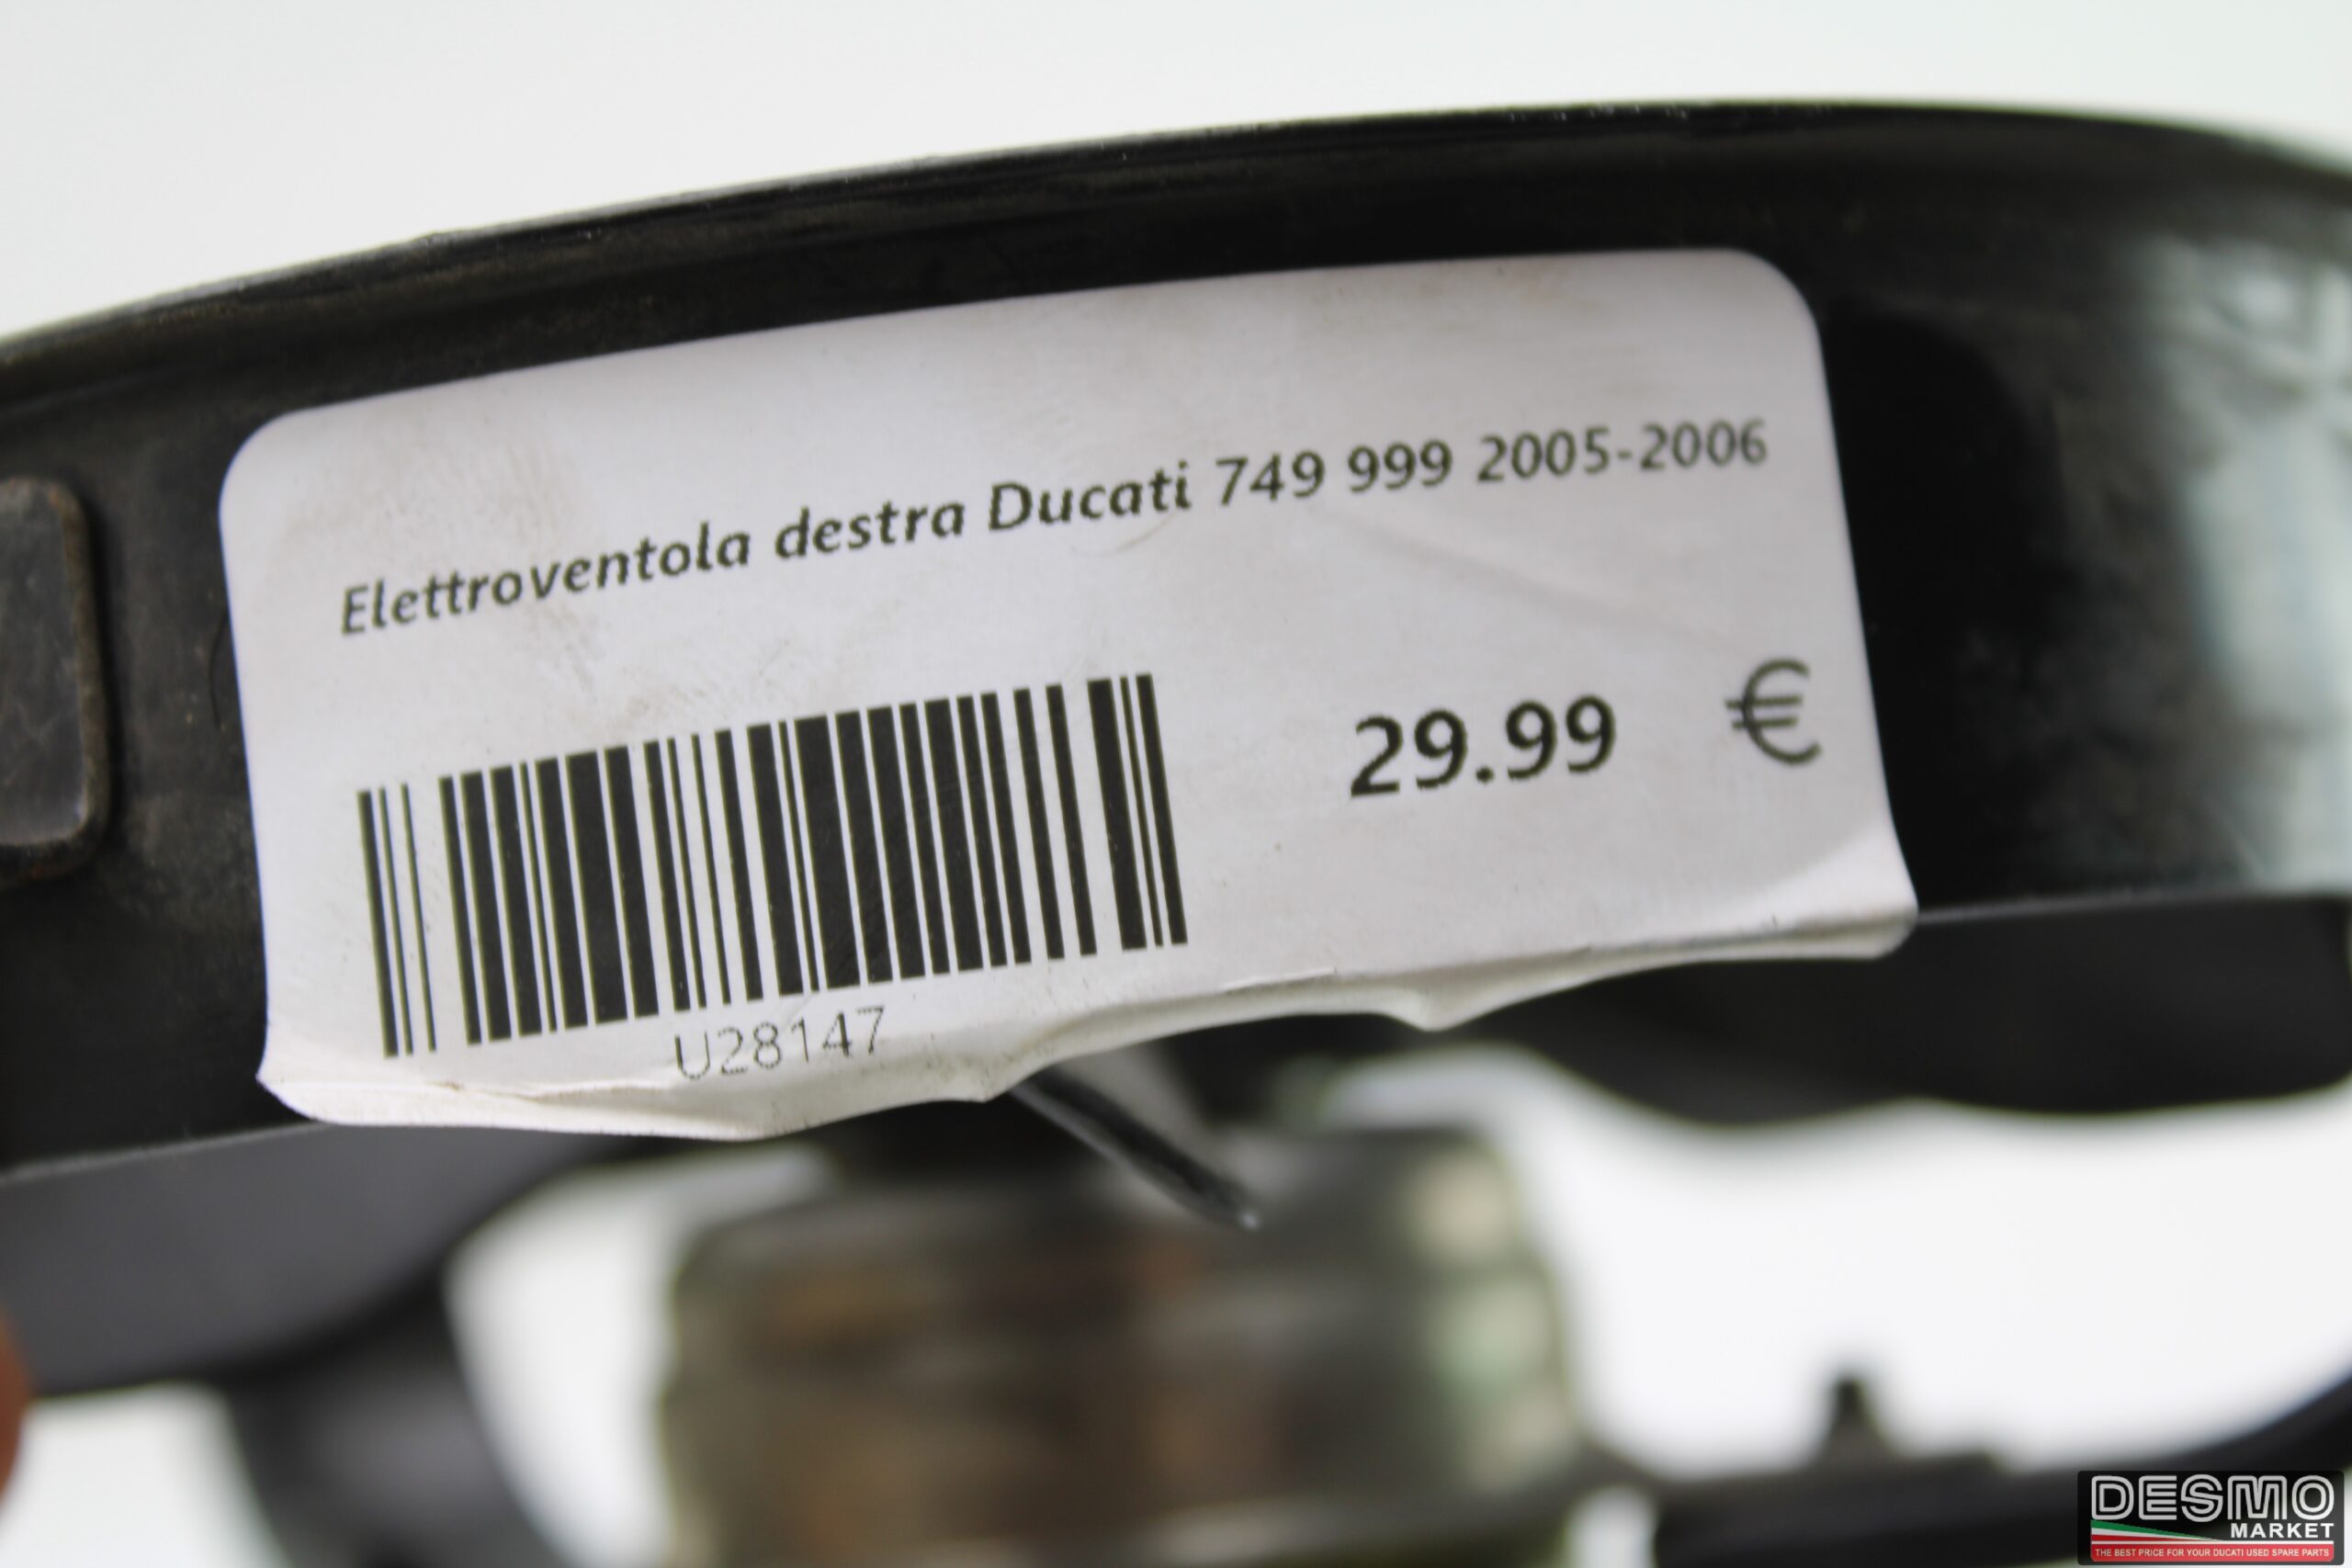 Elettroventola destra Ducati 749 999 2005-2006
29.99 €
U28147
DESMO
MARKET
THE BEST PRICE FOR YOUR DUCATI USED SPARE PARTS